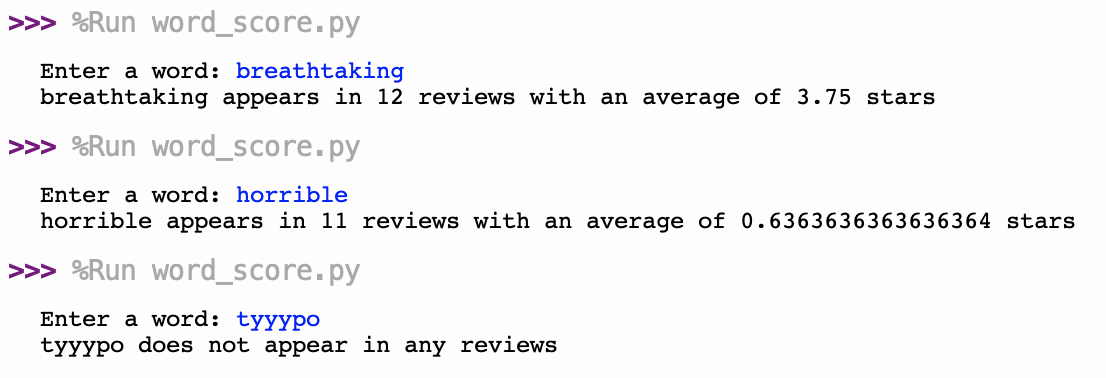 >>> %Run word_score.py
Enter a word: breathtaking
breathtaking appears in 12 reviews with an average of 3.75 stars
>>> %Run word_score.py
Enter a word: horrible
horrible appears in 11 reviews with an average of 0.6363636363636364 stars
>>> %Run word_score.py
Enter a word: tyyypo
tyyypo does not appear in any reviews